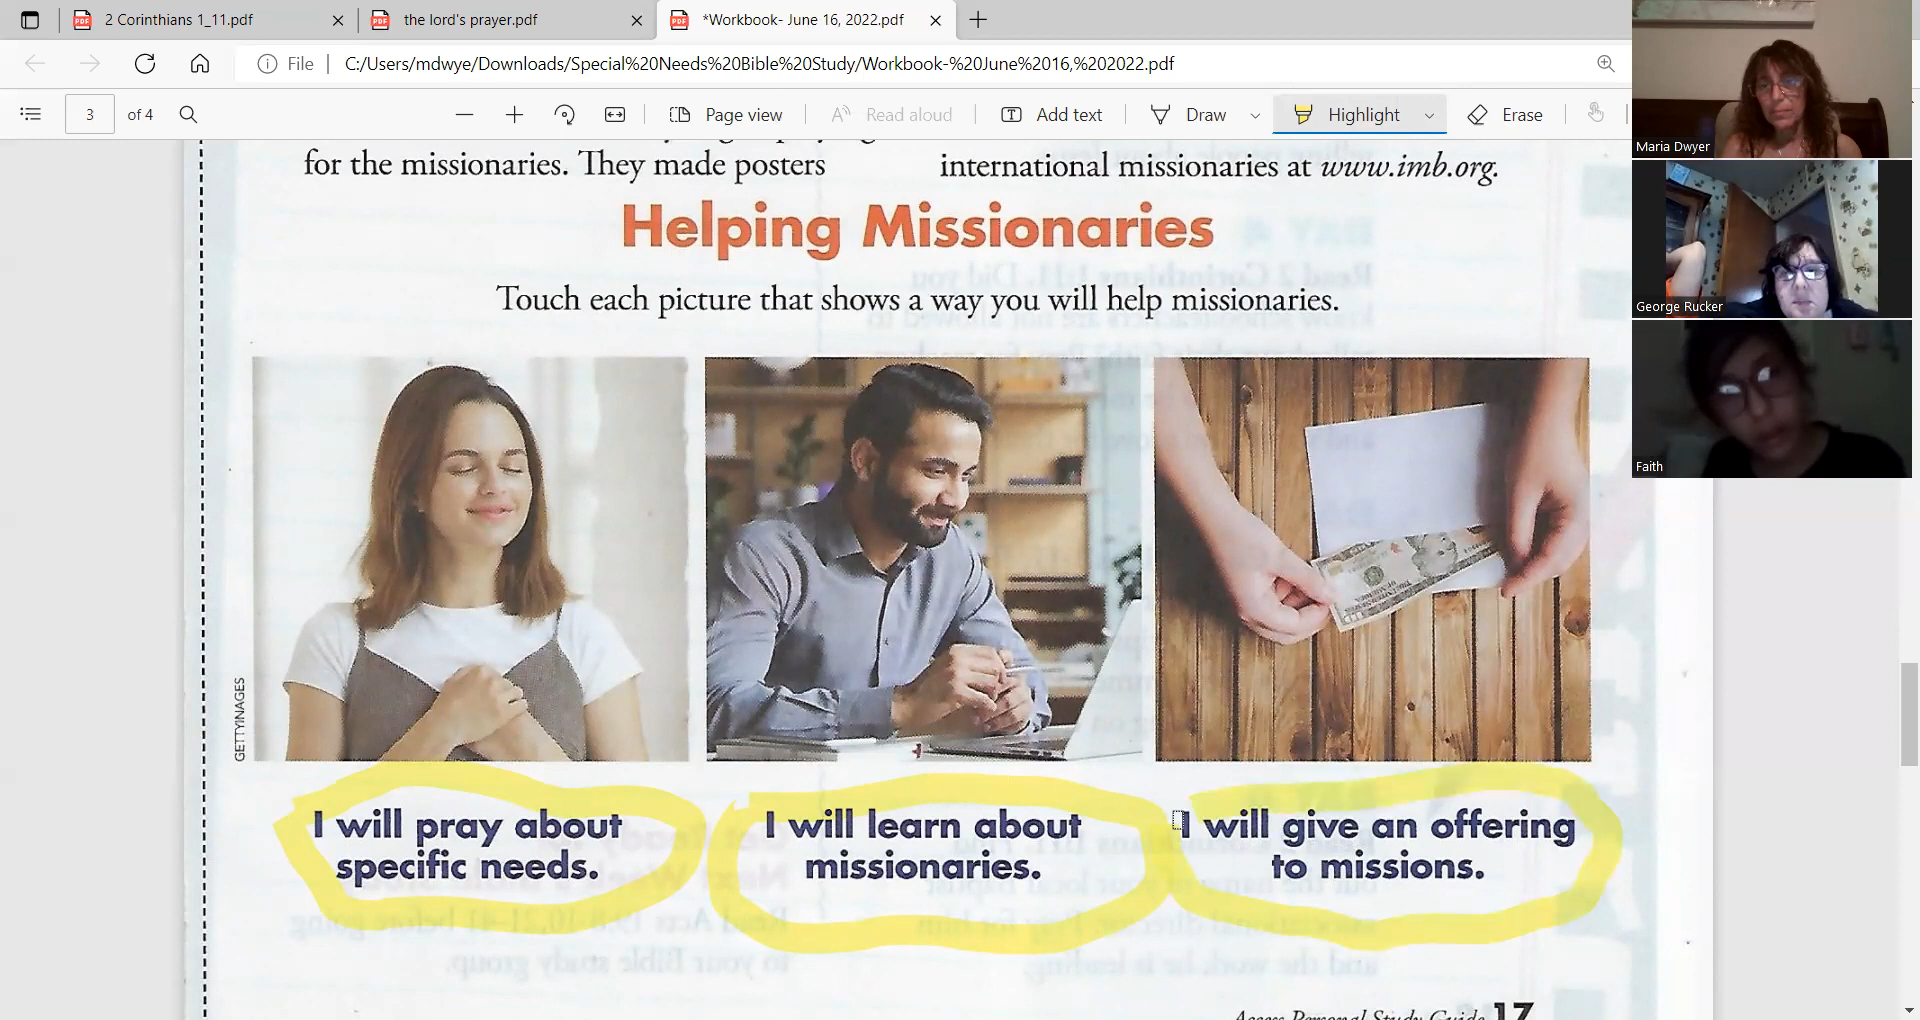 2 Corinthians 1_11.pdf
the lord's prayer.pdf
*Workbook- June 16, 2022.pdf
File
C:/Users/mdwye/Downloads/Special%20Needs%20Bible%20Study/Workbook-%20June%2016,%202022.pdf
3 of 4
Page view
Read aloud
Add text
Draw
Highlight
Erase
Maria Dwyer
George Rucker
Faith
for the missionaries. They made posters
international missionaries at www.imb.org.
Helping Missionaries
Touch each picture that shows a way you will help missionaries.
GETTYIMAGES
I will pray about
specific needs.
I will learn about
missionaries.
I will give an offering
to missions.
Access Personal Study Guide 17